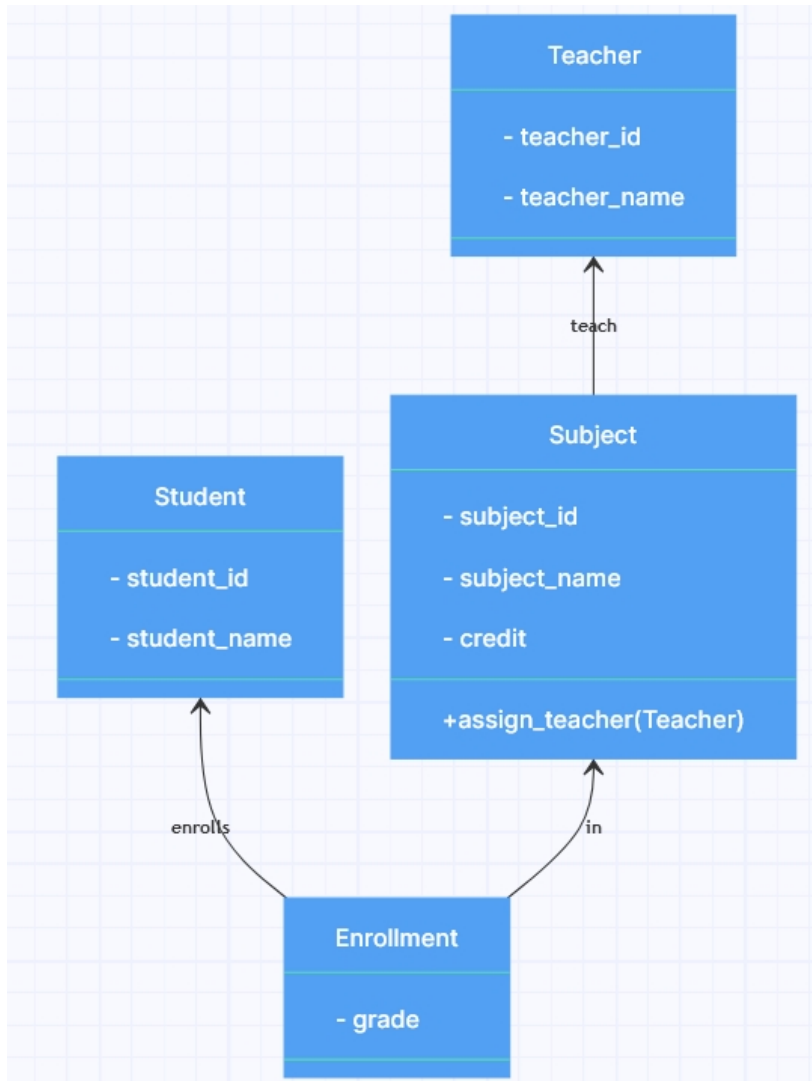 Teacher
- teacher_id
- teacher_name
teach
Subject
- subject_id
- subject_name
- credit
+assign_teacher(Teacher)
Student
- student_id
- student_name
enrolls
in
Enrollment
- grade